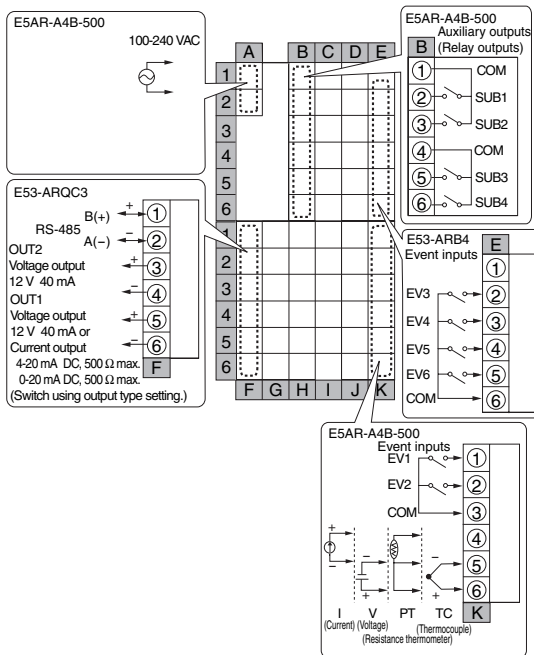 E5AR-A4B-500
100-240 VAC
A B C D E
1
2
3
4
5
6
1
2
3
4
5
6
F G H I J K
E5AR-A4B-500
Auxiliary outputs
(Relay outputs)
B
1 COM
2 SUB1
3 SUB2
4 COM
5 SUB3
6 SUB4
E53-ARQC3
RS-485
B(+) + 1
A(−) − 2
OUT2
Voltage output
12 V 40 mA
+ 3
− 4
OUT1
Voltage output
12 V 40 mA or
Current output
4-20 mA DC, 500 Ω max.
0-20 mA DC, 500 Ω max.
(Switch using output type setting.)
+ 5
− 6
F
E53-ARB4
Event inputs
E
1
EV3 2
EV4 3
EV5 4
EV6 5
COM 6
E5AR-A4B-500
Event inputs
EV1 1
EV2 2
COM 3
4
5
6
+ − − + − +
I V PT TC K
(Current) (Voltage)
(Thermocouple)
(Resistance thermometer)